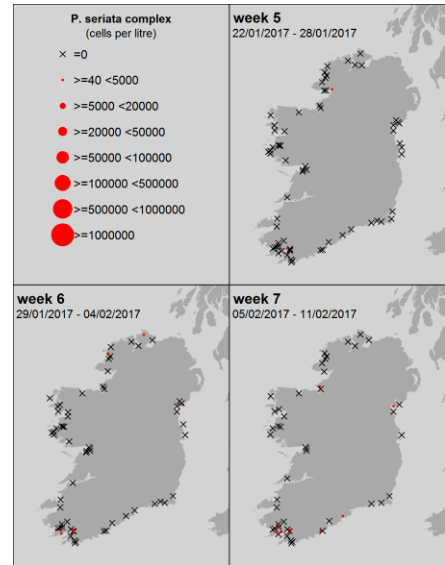 P. seriata complex
(cells per litre)
=0
>=40 <5000
>=5000 <20000
>=20000 <50000
>=50000 <100000
>=100000 <500000
>=500000 <1000000
>=1000000
week 5
22/01/2017 - 28/01/2017
week 6
29/01/2017 - 04/02/2017
week 7
05/02/2017 - 11/02/2017